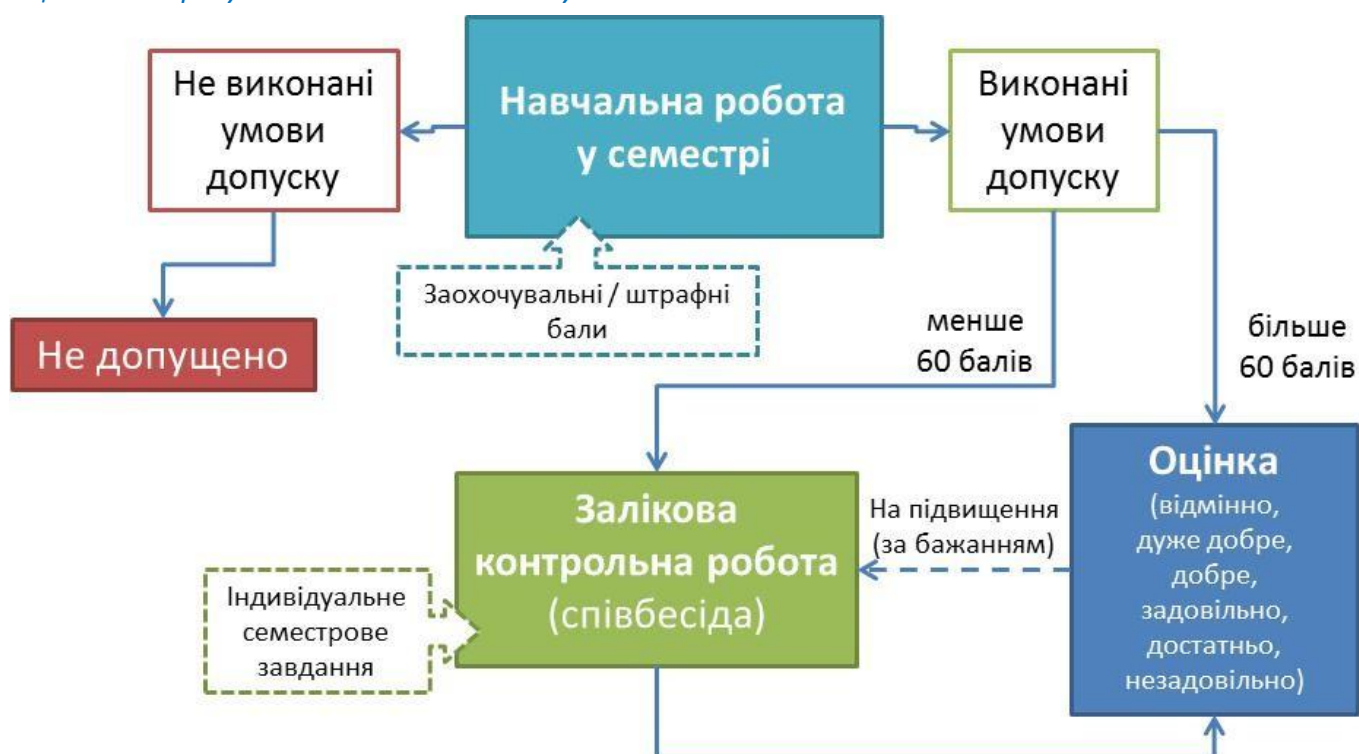 Не виконані
умови
допуску
Навчальна робота
у семестрі
Виконані
умови
допуску
Заохочувальні / штрафні
бали
Не допущено
менше
60 балів
більше
60 балів
Залікова
контрольна робота
(співбесіда)
На підвищення
(за бажанням)
Оцінка
(відмінно,
дуже добре,
добре,
задовільно,
достатньо,
незадовільно)
Індивідуальне
семестрове
завдання